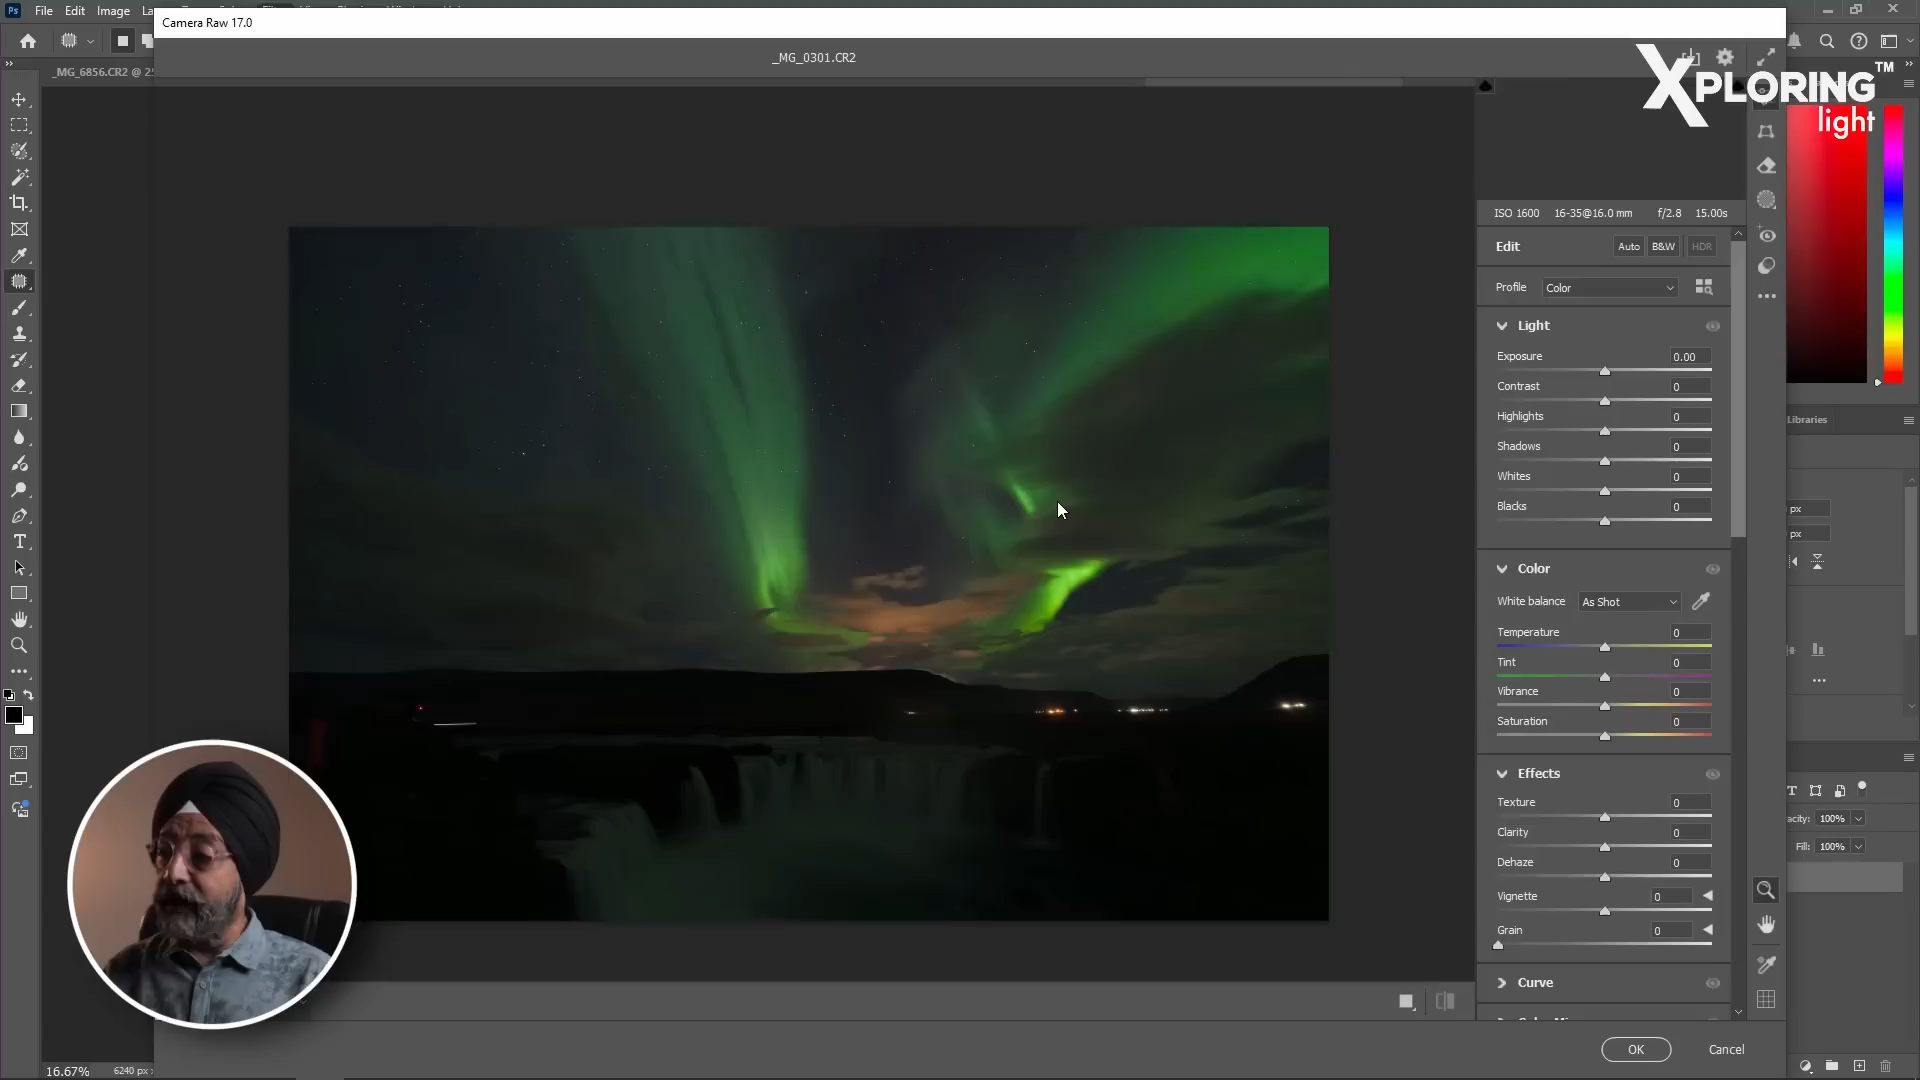 Camera Raw 17.0
File Edit Image La
_MG_0301.CR2
XPLORING™
light
_MG_6856.CR2 @ 25
ISO 1600 16-35@16.0 mm f/2.8 15.00s
Edit Auto B&W HDR
Profile Color
Light
Exposure 0.00
Contrast 0
Highlights 0
Shadows 0
Whites 0
Blacks 0
Color
White balance As Shot
Temperature 0
Tint 0
Vibrance 0
Saturation 0
Effects
Texture 0
Clarity 0
Dehaze 0
Vignette 0
Grain 0
Curve
Libraries
px
px
acity: 100%
Fill: 100%
OK Cancel
16.67% 6240 px x